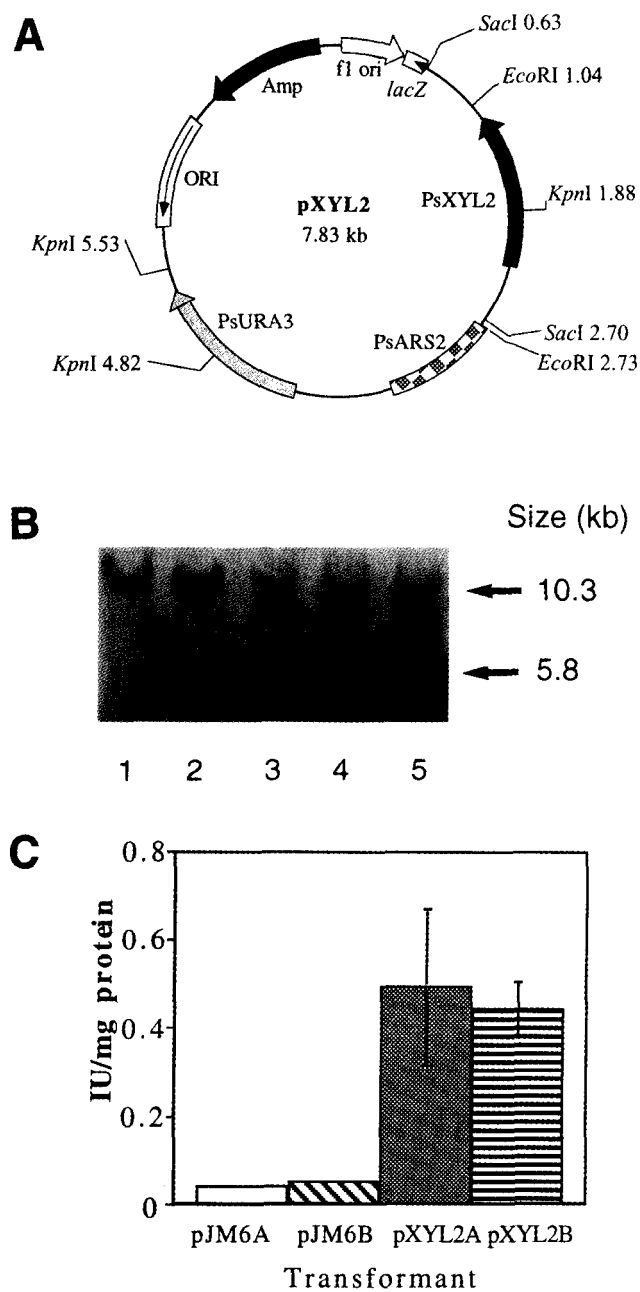 A
SacI 0.63
f1 ori
lacZ
Amp
EcoRI 1.04
ORI
pXYL2
7.83 kb
PsXYL2
KpnI 1.88
KpnI 5.53
PsURA3
PsARS2
SacI 2.70
EcoRI 2.73
KpnI 4.82
B
Size (kb)
10.3
5.8
1 2 3 4 5
C
0.8
0.6
0.4
0.2
0
IU/mg protein
pJM6A pJM6B pXYL2A pXYL2B
Transformant